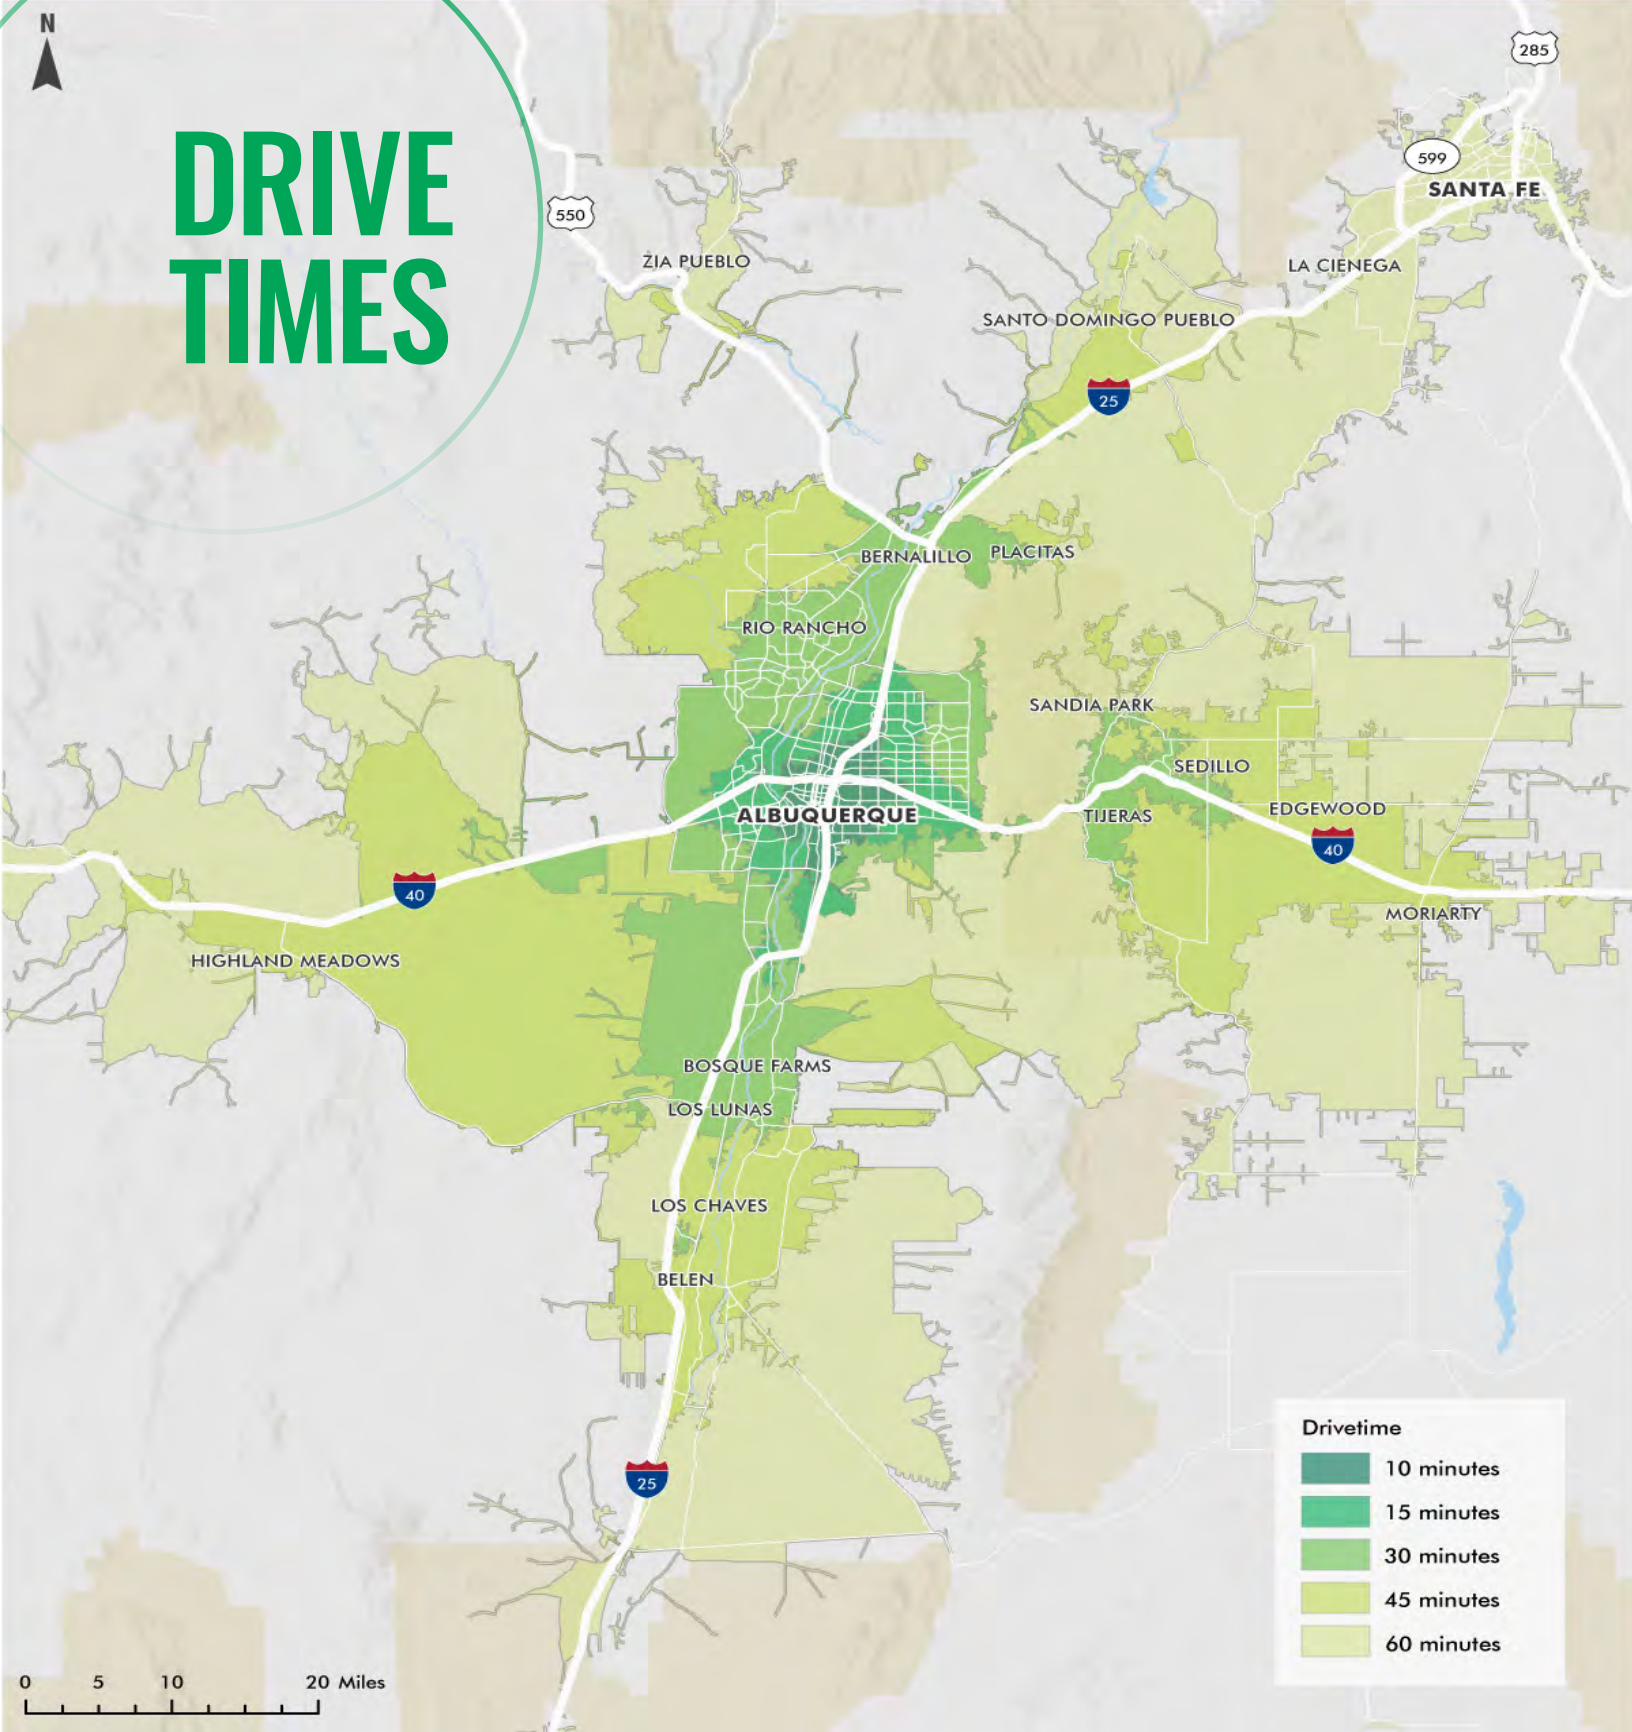 N
DRIVE
TIMES
285
599
SANTA FE
550
ZIA PUEBLO
LA CIENEGA
SANTO DOMINGO PUEBLO
25
BERNALILLO
PLACITAS
RIO RANCHO
SANDIA PARK
SEDILLO
ALBUQUERQUE
TIJERAS
EDGEWOOD
40
40
MORIARTY
HIGHLAND MEADOWS
BOSQUE FARMS
LOS LUNAS
LOS CHAVES
BELEN
25
Drivetime
10 minutes
15 minutes
30 minutes
45 minutes
60 minutes
0 5 10 20 Miles